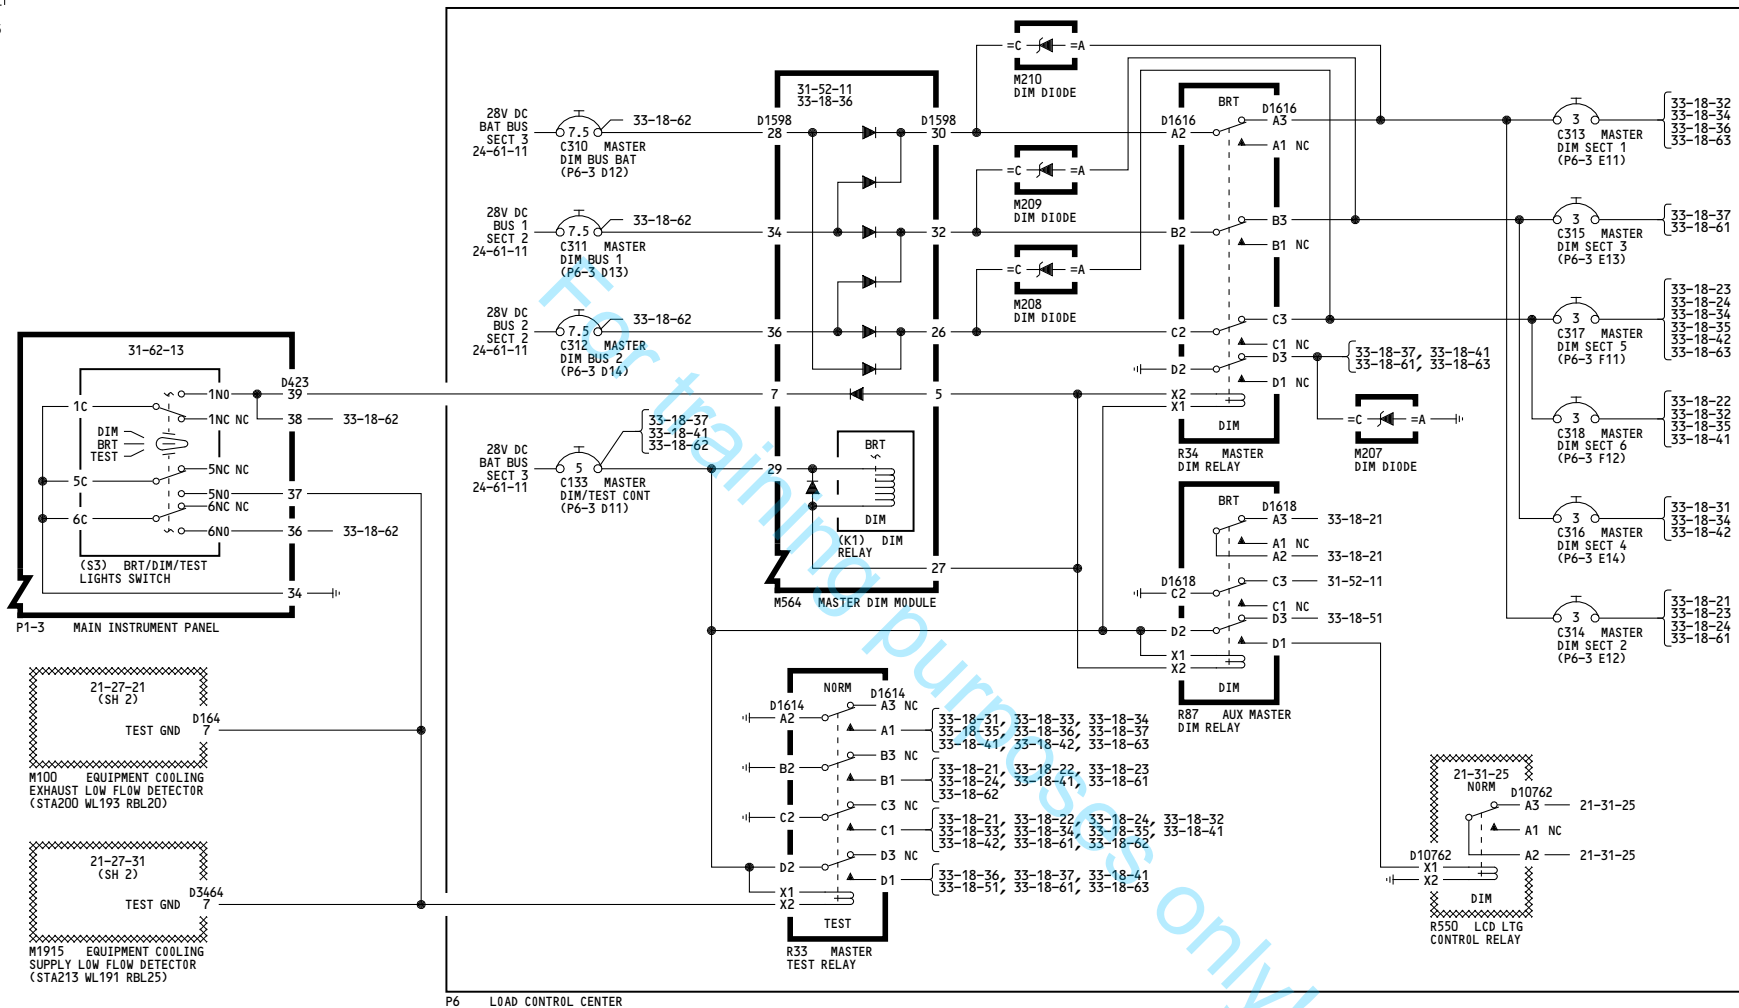 28V DC
BAT BUS
SECT 3
24-61-11
7.5
33-18-62
C310 MASTER
DIM BUS BAT
(P6-3 D12)
28V DC
BUS 1
SECT 2
24-61-11
7.5
33-18-62
C311 MASTER
DIM BUS 1
(P6-3 D13)
28V DC
BUS 2
SECT 2
24-61-11
7.5
33-18-62
C312 MASTER
DIM BUS 2
(P6-3 D14)
33-18-37
33-18-41
33-18-62
28V DC
BAT BUS
SECT 3
24-61-11
5
C133 MASTER
DIM/TEST CONT
(P6-3 D11)
31-52-11
33-18-36
D1598
28
D1598
30
34
32
36
26
7
5
29
BRT
DIM
(K1) DIM
RELAY
27
M564 MASTER DIM MODULE
=C =A
M210
DIM DIODE
=C =A
M209
DIM DIODE
=C =A
M208
DIM DIODE
BRT
D1616
A2
D1616
A3
A1 NC
B3
B2
B1 NC
C3
C2
C1 NC
D3
D2
D1 NC
X2
X1
DIM
R34 MASTER
DIM RELAY
33-18-37, 33-18-41
33-18-61, 33-18-63
=C =A
M207
DIM DIODE
BRT
D1618
A3 33-18-21
A1 NC
A2 33-18-21
D1618
C2
C3 31-52-11
C1 NC
D3 33-18-51
D2
D1
X1
X2
DIM
R87 AUX MASTER
DIM RELAY
3
C313 MASTER
DIM SECT 1
(P6-3 E11)
33-18-32
33-18-34
33-18-36
33-18-63
3
C315 MASTER
DIM SECT 3
(P6-3 E13)
33-18-37
33-18-61
3
C317 MASTER
DIM SECT 5
(P6-3 F11)
33-18-23
33-18-24
33-18-34
33-18-35
33-18-42
33-18-63
3
C318 MASTER
DIM SECT 6
(P6-3 F12)
33-18-22
33-18-32
33-18-35
33-18-41
3
C316 MASTER
DIM SECT 4
(P6-3 E14)
33-18-31
33-18-34
33-18-42
3
C314 MASTER
DIM SECT 2
(P6-3 E12)
33-18-21
33-18-23
33-18-24
33-18-61
31-62-13
D423
1NO
39
1C
1NC NC
38 33-18-62
DIM
BRT
TEST
5NC NC
5C
5NO
37
6NC NC
6C
6NO
36 33-18-62
(S3) BRT/DIM/TEST
LIGHTS SWITCH
34
P1-3 MAIN INSTRUMENT PANEL
21-27-21
(SH 2)
D164
TEST GND 7
M100 EQUIPMENT COOLING
EXHAUST LOW FLOW DETECTOR
(STA200 WL193 RBL20)
21-27-31
(SH 2)
D3464
TEST GND 7
M1915 EQUIPMENT COOLING
SUPPLY LOW FLOW DETECTOR
(STA213 WL191 RBL25)
NORM
D1614
A2
D1614
A3 NC
A1
33-18-31, 33-18-33, 33-18-34
33-18-35, 33-18-36, 33-18-37
33-18-41, 33-18-42, 33-18-63
B3 NC
B2
B1
33-18-21, 33-18-22, 33-18-23
33-18-24, 33-18-41, 33-18-61
33-18-62
C3 NC
C2
C1
33-18-21, 33-18-22, 33-18-24, 33-18-32
33-18-33, 33-18-34, 33-18-35, 33-18-41
33-18-42, 33-18-61, 33-18-62
D3 NC
D2
D1
33-18-36, 33-18-37, 33-18-41
33-18-51, 33-18-61, 33-18-63
X1
X2
TEST
R33 MASTER
TEST RELAY
21-31-25
NORM
D10762
A3 21-31-25
A1 NC
A2 21-31-25
D10762
X1
X2
DIM
R550 LCD LTG
CONTROL RELAY
P6 LOAD CONTROL CENTER
For training purposes only!